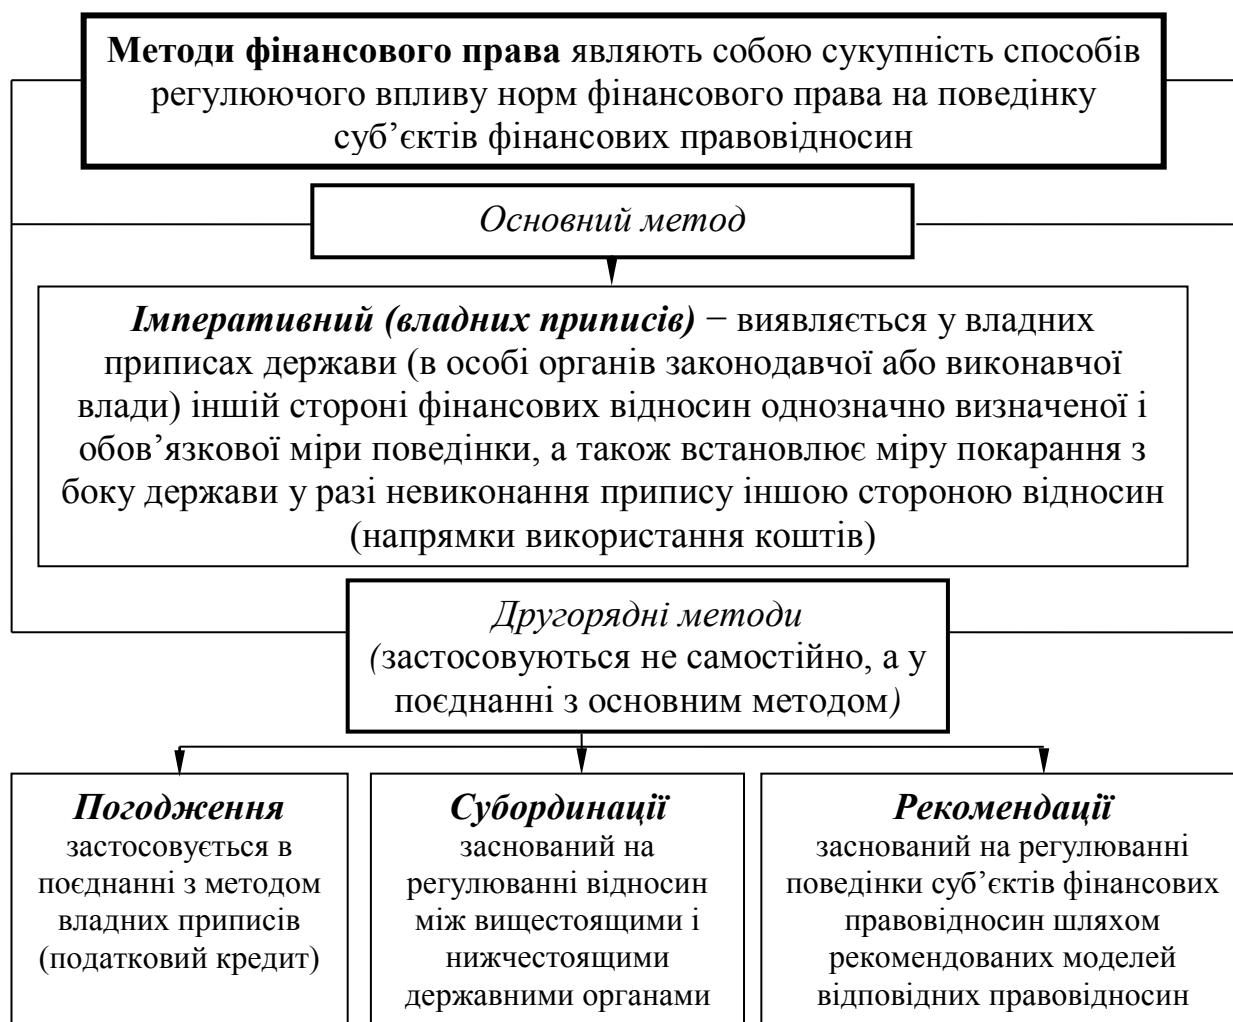 Методи фінансового права являють собою сукупність способів
регулюючого впливу норм фінансового права на поведінку
суб’єктів фінансових правовідносин
Основний метод
Імперативний (владних приписів) − виявляється у владних
приписах держави (в особі органів законодавчої або виконавчої
влади) іншій стороні фінансових відносин однозначно визначеної і
обов’язкової міри поведінки, а також встановлює міру покарання з
боку держави у разі невиконання припису іншою стороною відносин
(напрямки використання коштів)
Другорядні методи
(застосовуються не самостійно, а у
поєднанні з основним методом)
Погодження
застосовується в
поєднанні з методом
владних приписів
(податковий кредит)
Субординації
заснований на
регулюванні відносин
між вищестоящими і
нижчестоящими
державними органами
Рекомендації
заснований на регулюванні
поведінки суб’єктів фінансових
правовідносин шляхом
рекомендованих моделей
відповідних правовідносин